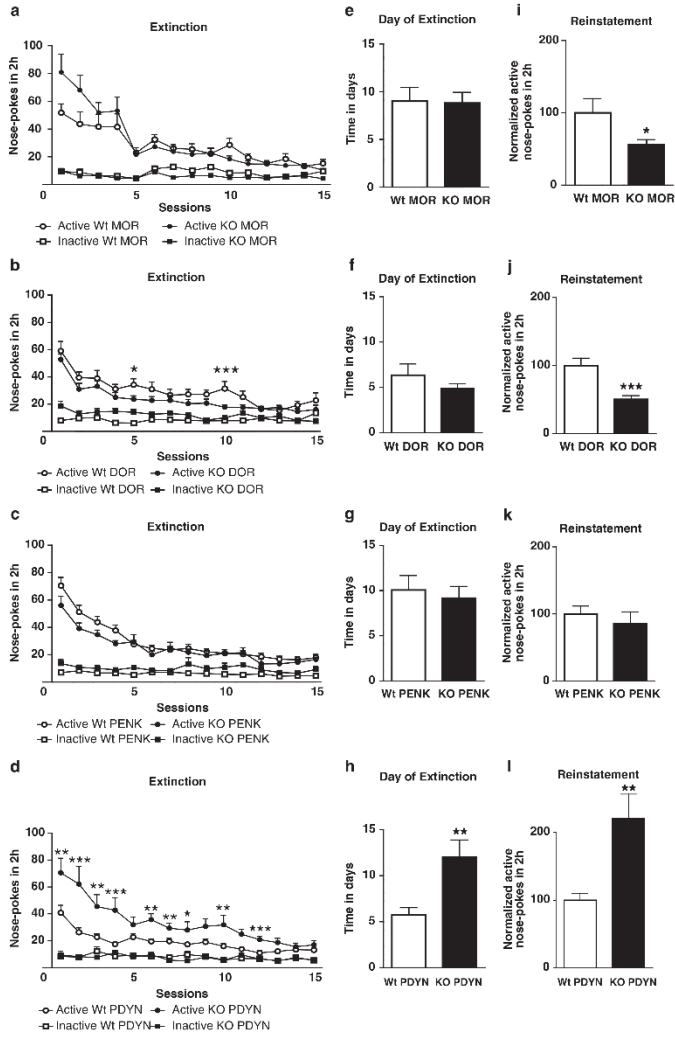 a
Extinction
Nose-pokes in 2h
100
80
60
40
20
0
5
10
15
Sessions
Active Wt MOR
Active KO MOR
Inactive Wt MOR
Inactive KO MOR
e
Day of Extinction
Time in days
15
10
5
0
Wt MOR
KO MOR
i
Reinstatement
Normalized active
nose-pokes in 2h
200
100
0
*
Wt MOR
KO MOR
b
Extinction
Nose-pokes in 2h
100
80
60
40
20
0
*
***
5
10
15
Sessions
Active Wt DOR
Active KO DOR
Inactive Wt DOR
Inactive KO DOR
f
Day of Extinction
Time in days
15
10
5
0
Wt DOR
KO DOR
j
Reinstatement
Normalized active
nose-pokes in 2h
200
100
0
***
Wt DOR
KO DOR
c
Extinction
Nose-pokes in 2h
100
80
60
40
20
0
5
10
15
Sessions
Active Wt PENK
Active KO PENK
Inactive Wt PENK
Inactive KO PENK
g
Day of Extinction
Time in days
15
10
5
0
Wt PENK
KO PENK
k
Reinstatement
Normalized active
nose-pokes in 2h
200
100
0
Wt PENK
KO PENK
d
Extinction
Nose-pokes in 2h
100
80
60
40
20
0
**
***
**
***
**
**
*
**
***
5
10
15
Sessions
Active Wt PDYN
Active KO PDYN
Inactive Wt PDYN
Inactive KO PDYN
h
Day of Extinction
Time in days
15
10
5
0
**
Wt PDYN
KO PDYN
l
Reinstatement
Normalized active
nose-pokes in 2h
200
100
0
**
Wt PDYN
KO PDYN